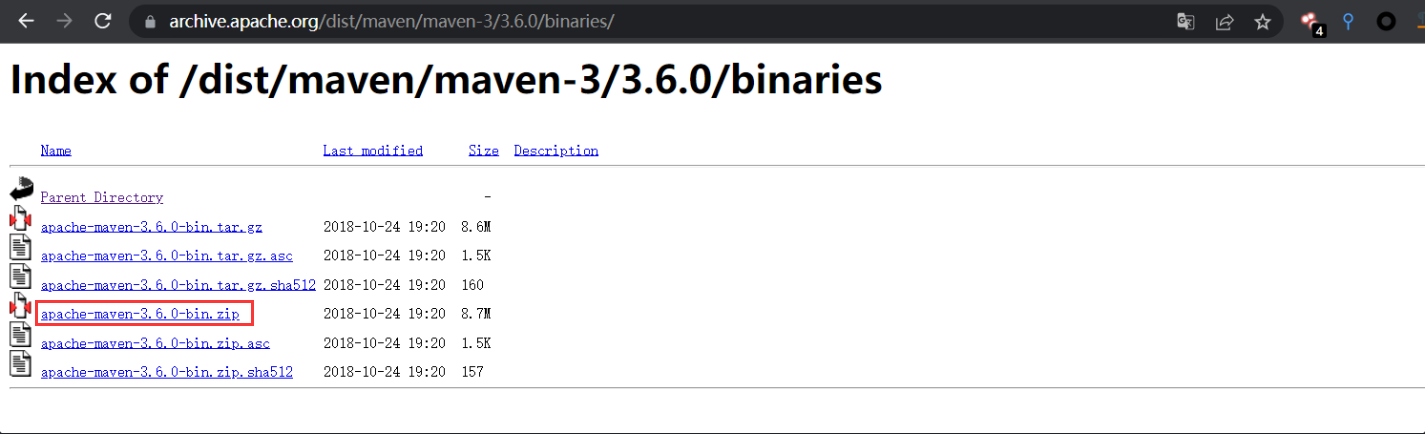 archive.apache.org/dist/maven/maven-3/3.6.0/binaries/
4
Index of /dist/maven/maven-3/3.6.0/binaries
Name Last modified Size Description
Parent Directory -
apache-maven-3.6.0-bin.tar.gz 2018-10-24 19:20 8.6M
apache-maven-3.6.0-bin.tar.gz.asc 2018-10-24 19:20 1.5K
apache-maven-3.6.0-bin.tar.gz.sha512 2018-10-24 19:20 160
apache-maven-3.6.0-bin.zip 2018-10-24 19:20 8.7M
apache-maven-3.6.0-bin.zip.asc 2018-10-24 19:20 1.5K
apache-maven-3.6.0-bin.zip.sha512 2018-10-24 19:20 157